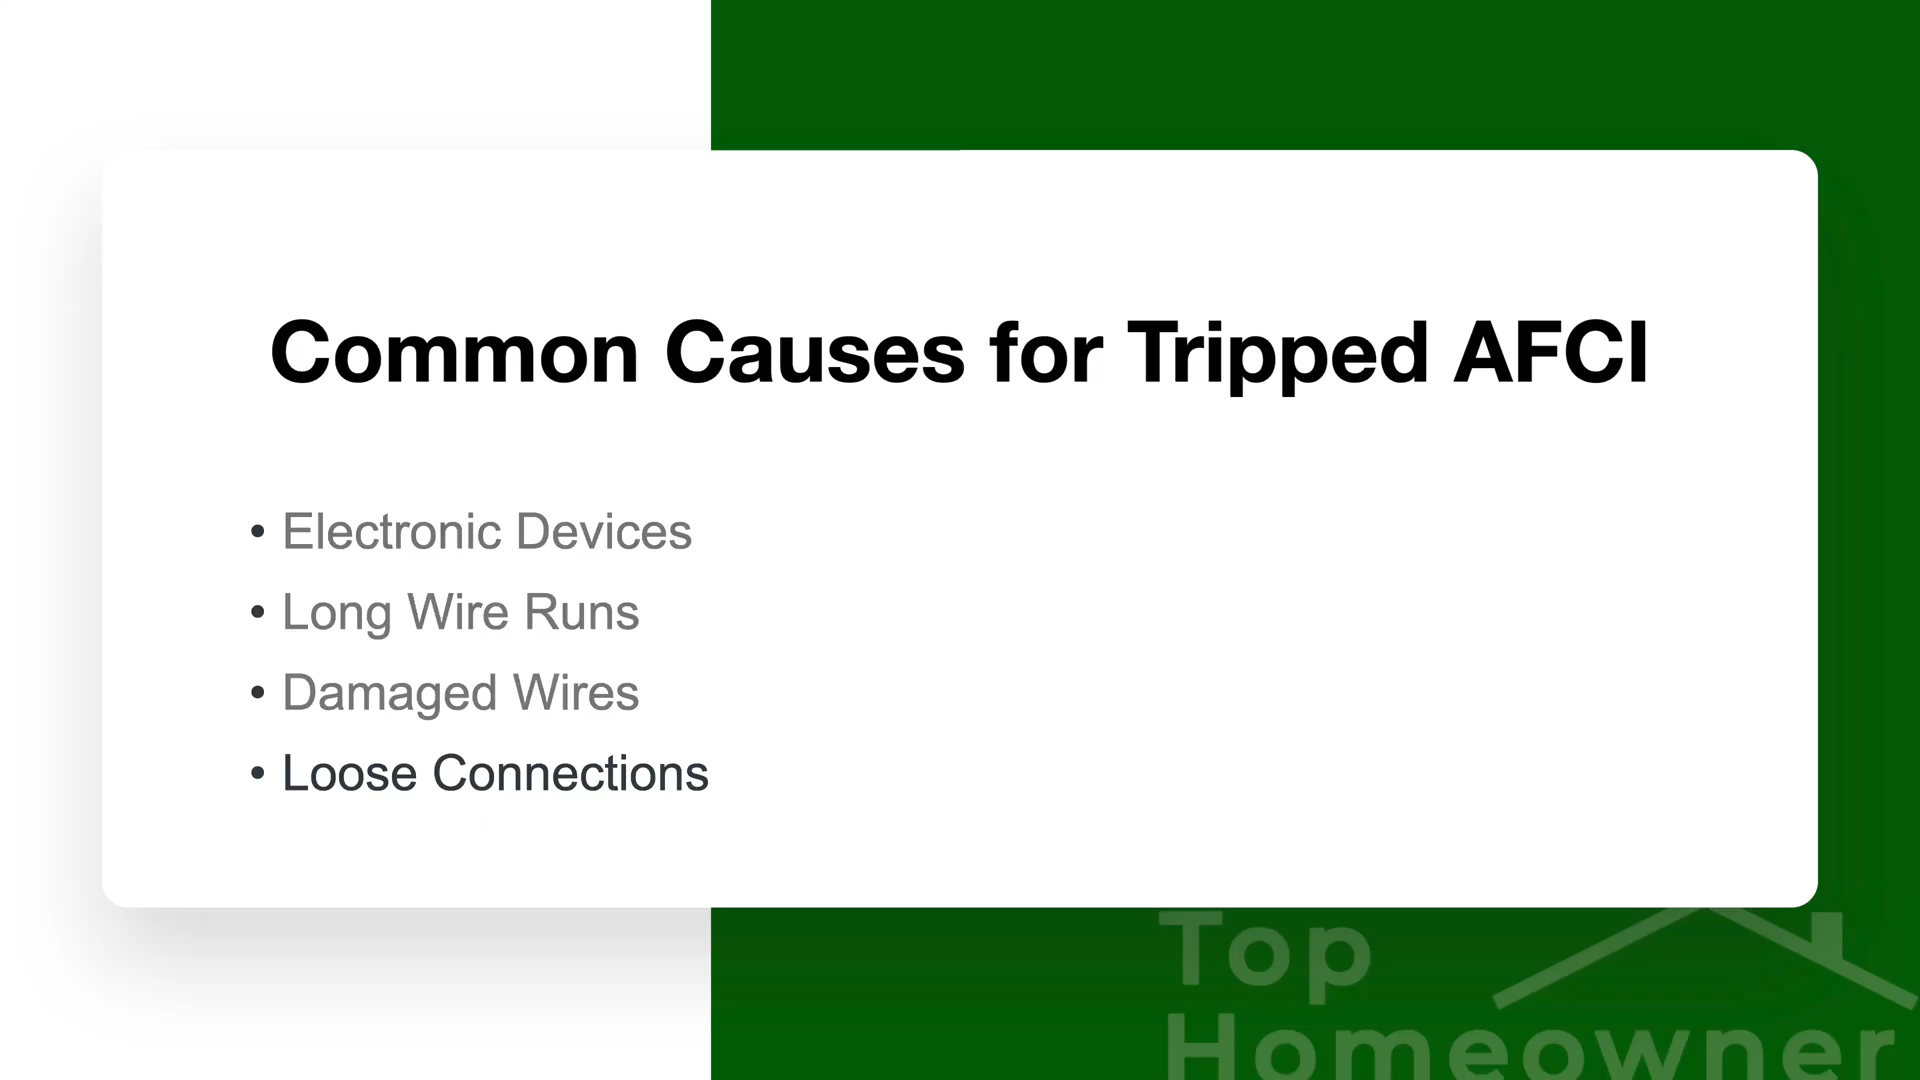 Common Causes for Tripped AFCI
• Electronic Devices
• Long Wire Runs
• Damaged Wires
• Loose Connections
Top
Homeowner